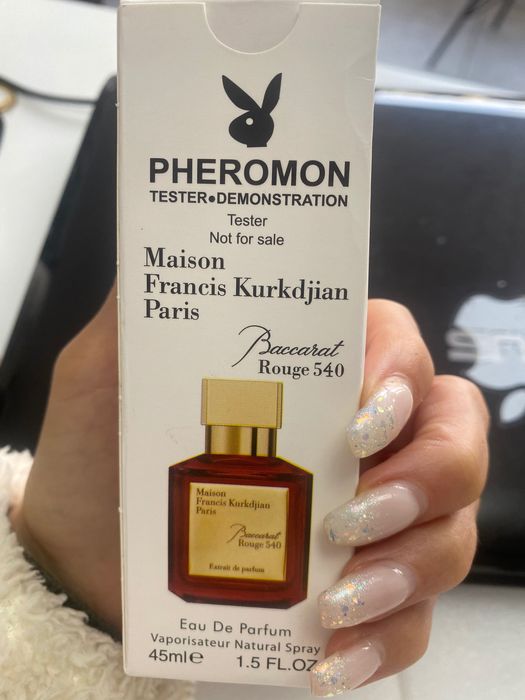 PHEROMON
TESTER•DEMONSTRATION
Tester
Not for sale
Maison
Francis Kurkdjian
Paris
Baccarat
Rouge 540
Maison
Francis Kurkdjian
Paris
Baccarat
Rouge 540
Extrait de parfum
Eau De Parfum
Vaporisateur Natural Spray
45ml℮ 1.5 FL.OZ